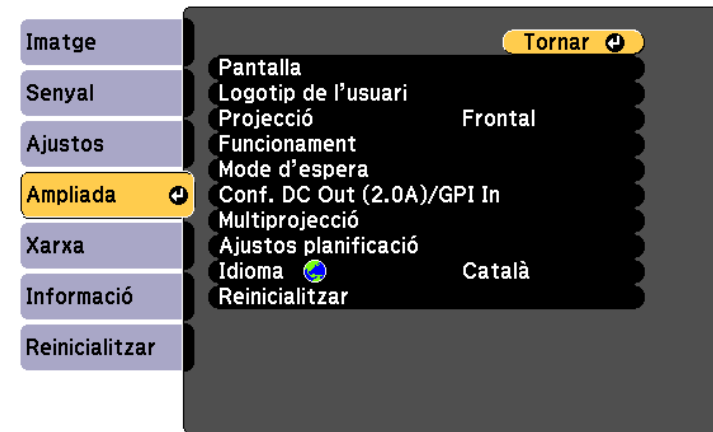 Imatge
Senyal
Ajustos
Ampliada
Xarxa
Informació
Reinicialitzar
Tornar
Pantalla
Logotip de l'usuari
Projecció Frontal
Funcionament
Mode d'espera
Conf. DC Out (2.0A)/GPI In
Multiprojecció
Ajustos planificació
Idioma Català
Reinicialitzar